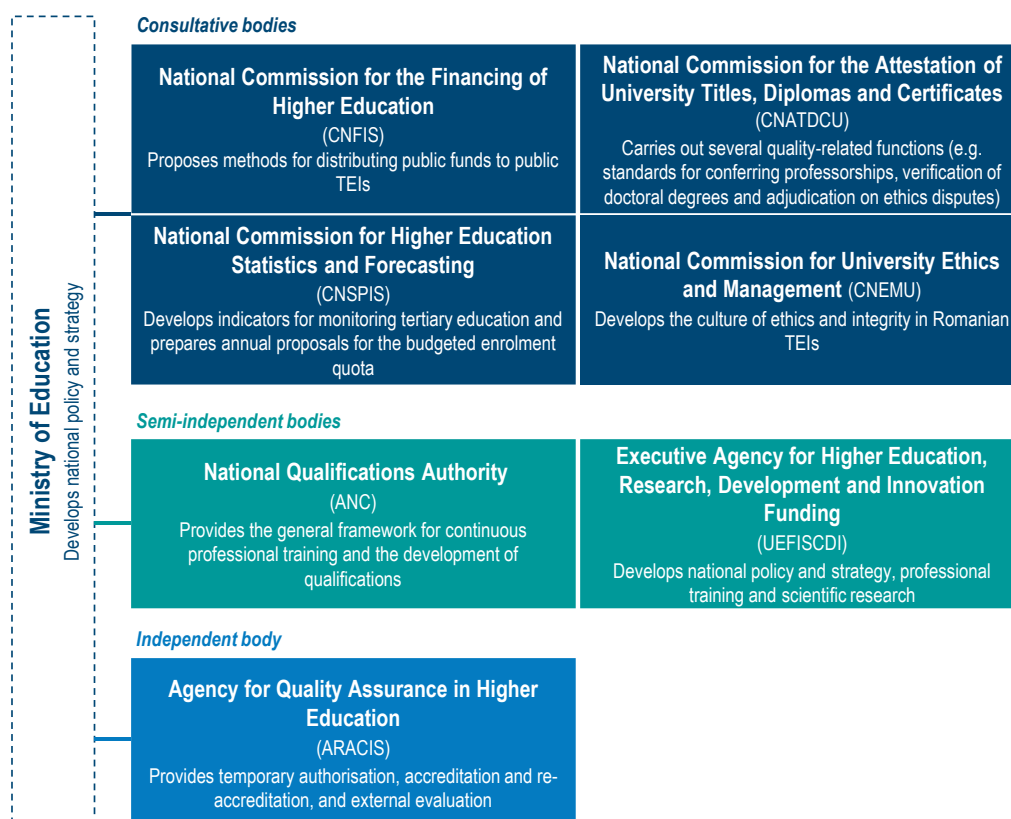 Ministry of Education
Develops national policy and strategy
Consultative bodies
National Commission for the Financing of
Higher Education
(CNFIS)
Proposes methods for distributing public funds to public
TEIs
National Commission for the Attestation of
University Titles, Diplomas and Certificates
(CNATDCU)
Carries out several quality-related functions (e.g.
standards for conferring professorships, verification of
doctoral degrees and adjudication on ethics disputes)
National Commission for Higher Education
Statistics and Forecasting
(CNSPIS)
Develops indicators for monitoring tertiary education and
prepares annual proposals for the budgeted enrolment
quota
National Commission for University Ethics
and Management (CNEMU)
Develops the culture of ethics and integrity in Romanian
TEIs
Semi-independent bodies
National Qualifications Authority
(ANC)
Provides the general framework for continuous
professional training and the development of
qualifications
Executive Agency for Higher Education,
Research, Development and Innovation
Funding
(UEFISCDI)
Develops national policy and strategy, professional
training and scientific research
Independent body
Agency for Quality Assurance in Higher
Education
(ARACIS)
Provides temporary authorisation, accreditation and re-
accreditation, and external evaluation